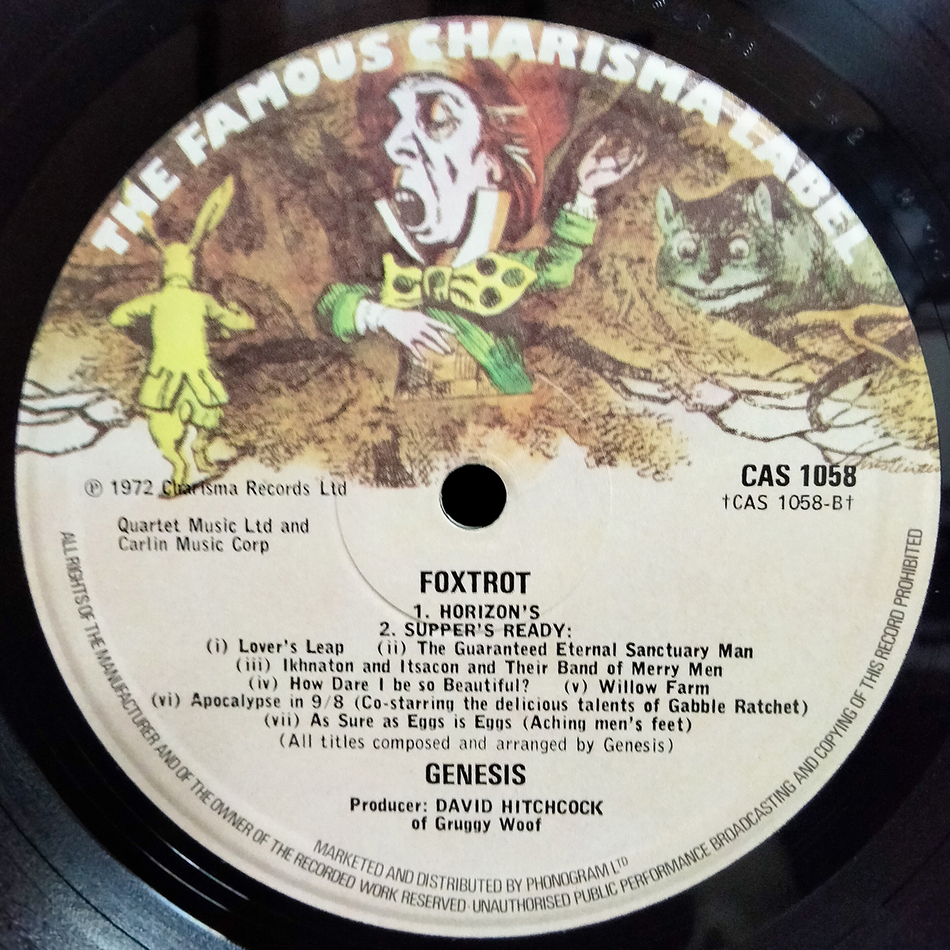 THE FAMOUS CHARISMA LABEL
℗ 1972 Charisma Records Ltd
CAS 1058
†CAS 1058-B†
Quartet Music Ltd and
Carlin Music Corp
FOXTROT
1. HORIZON'S
2. SUPPER'S READY:
(i) Lover's Leap (ii) The Guaranteed Eternal Sanctuary Man
(iii) Ikhnaton and Itsacon and Their Band of Merry Men
(iv) How Dare I be so Beautiful? (v) Willow Farm
(vi) Apocalypse in 9/8 (Co-starring the delicious talents of Gabble Ratchet)
(vii) As Sure as Eggs is Eggs (Aching men's feet)
(All titles composed and arranged by Genesis)
GENESIS
Producer: DAVID HITCHCOCK
of Gruggy Woof
MARKETED AND DISTRIBUTED BY PHONOGRAM LTD
ALL RIGHTS OF THE MANUFACTURER AND OF THE OWNER OF THE RECORDED WORK RESERVED·UNAUTHORISED PUBLIC PERFORMANCE BROADCASTING AND COPYING OF THIS RECORD PROHIBITED